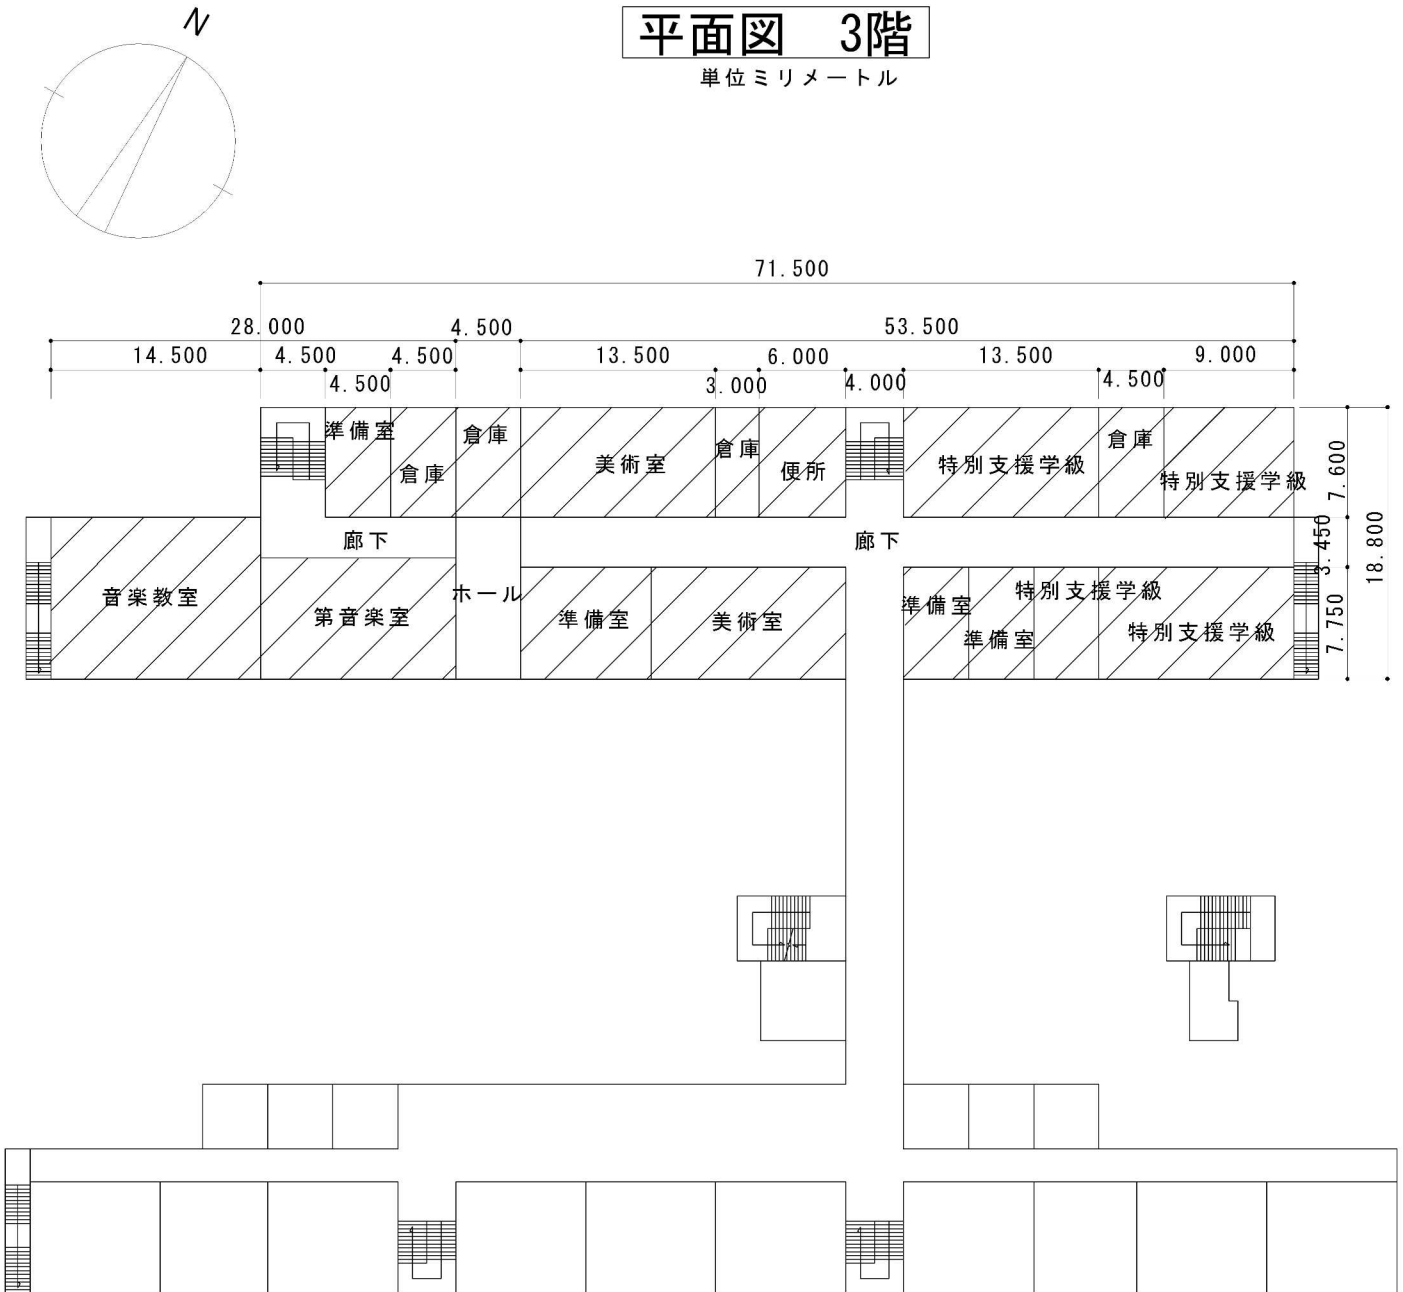 N
平面図 3階
単位ミリメートル
71.500
28.000
4.500
53.500
14.500
4.500
4.500
13.500
6.000
13.500
9.000
4.500
3.000
4.000
4.500
準備室
倉庫
倉庫
美術室
倉庫
便所
特別支援学級
倉庫
特別支援学級
7.600
3.450
18.800
7.750
廊下
廊下
音楽教室
第音楽室
ホール
準備室
美術室
準備室
準備室
特別支援学級
特別支援学級